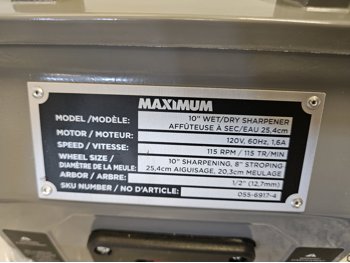 MAXIMUM
MODEL/MODÈLE: 10" WET/DRY SHARPENER
AFFÛTEUSE À SEC/EAU 25,4cm
MOTOR / MOTEUR: 120V, 60Hz, 1,6A
SPEED / VITESSE: 115 RPM / 115 TR/MIN
WHEEL SIZE / 10" SHARPENING, 8" STROPING
DIAMÈTRE DE LA MEULE: 25,4cm AIGUISAGE, 20,3cm MEULAGE
ARBOR / ARBRE: 1/2" (12,7mm)
SKU NUMBER / NO D'ARTICLE: 055-6917-4